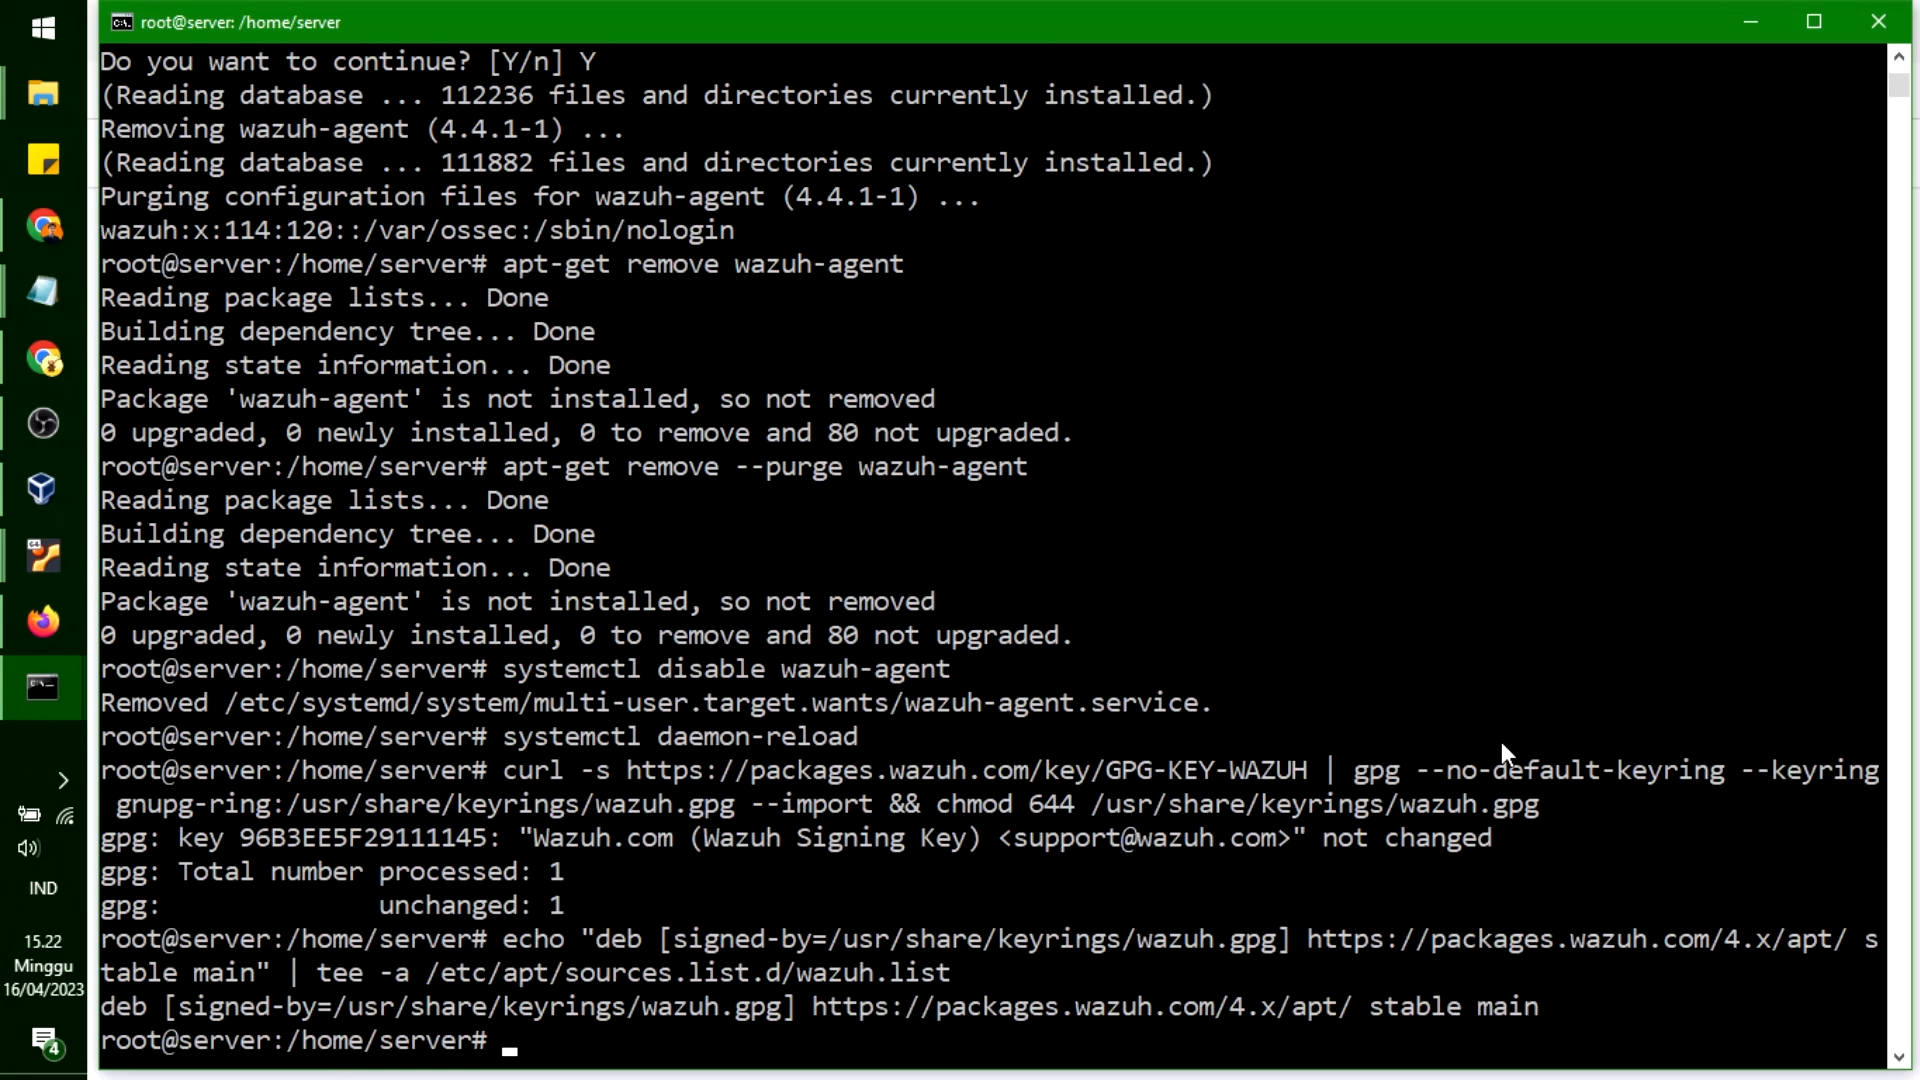 root@server: /home/server
Do you want to continue? [Y/n] Y
(Reading database ... 112236 files and directories currently installed.)
Removing wazuh-agent (4.4.1-1) ...
(Reading database ... 111882 files and directories currently installed.)
Purging configuration files for wazuh-agent (4.4.1-1) ...
wazuh:x:114:120::/var/ossec:/sbin/nologin
root@server:/home/server# apt-get remove wazuh-agent
Reading package lists... Done
Building dependency tree... Done
Reading state information... Done
Package 'wazuh-agent' is not installed, so not removed
0 upgraded, 0 newly installed, 0 to remove and 80 not upgraded.
root@server:/home/server# apt-get remove --purge wazuh-agent
Reading package lists... Done
Building dependency tree... Done
Reading state information... Done
Package 'wazuh-agent' is not installed, so not removed
0 upgraded, 0 newly installed, 0 to remove and 80 not upgraded.
root@server:/home/server# systemctl disable wazuh-agent
Removed /etc/systemd/system/multi-user.target.wants/wazuh-agent.service.
root@server:/home/server# systemctl daemon-reload
root@server:/home/server# curl -s https://packages.wazuh.com/key/GPG-KEY-WAZUH | gpg --no-default-keyring --keyring
 gnupg-ring:/usr/share/keyrings/wazuh.gpg --import && chmod 644 /usr/share/keyrings/wazuh.gpg
gpg: key 96B3EE5F29111145: "Wazuh.com (Wazuh Signing Key) <support@wazuh.com>" not changed
gpg: Total number processed: 1
gpg:              unchanged: 1
root@server:/home/server# echo "deb [signed-by=/usr/share/keyrings/wazuh.gpg] https://packages.wazuh.com/4.x/apt/ s
table main" | tee -a /etc/apt/sources.list.d/wazuh.list
deb [signed-by=/usr/share/keyrings/wazuh.gpg] https://packages.wazuh.com/4.x/apt/ stable main
root@server:/home/server#
IND
15.22
Minggu
16/04/2023
4